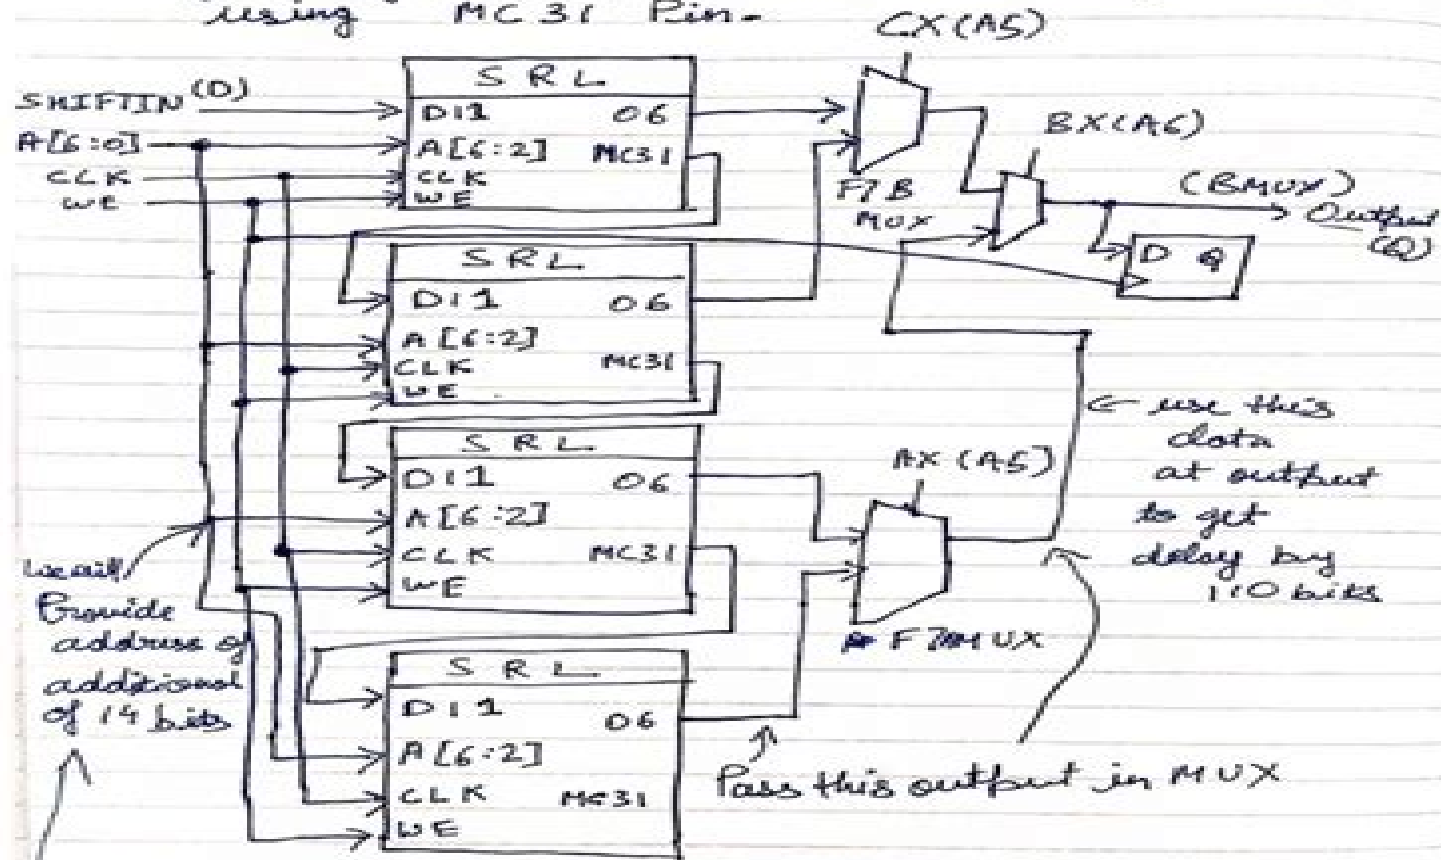 using MC31 Pin-
CX(A5)
SRL
SHIFTIN (D)
DI1 O6
A[6:0]
A[6:2] MC31
CLK
CLK
WE
WE
BX(A6)
F7B
MUX
(BMUX)
Output
(Q)
D Q
SRL
DI1 O6
A[6:2]
CLK MC31
WE
SRL
DI1 O6
A[6:2]
CLK MC31
WE
AX (A5)
F7AMUX
← use this
data
at output
to get
delay by
110 bits
we will
Provide
address of
additional
of 14 bits
SRL
DI1 O6
A[6:2]
CLK MC31
WE
Pass this output in MUX